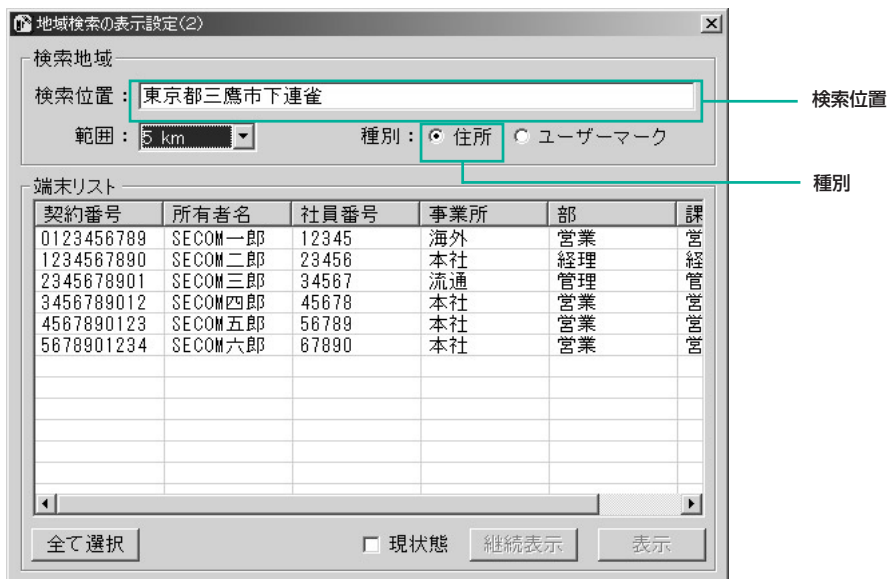 地域検索の表示設定(2)
検索地域
検索位置： 東京都三鷹市下連雀
検索位置
範囲： 5 km 種別： 住所 ユーザーマーク
種別
端末リスト
契約番号 所有者名 社員番号 事業所 部 課
0123456789 SECOM一郎 12345 海外 営業 営
1234567890 SECOM二郎 23456 本社 経理 経
2345678901 SECOM三郎 34567 流通 管理 管
3456789012 SECOM四郎 45678 本社 営業 営
4567890123 SECOM五郎 56789 本社 営業 営
5678901234 SECOM六郎 67890 本社 営業 営
全て選択 現状態 継続表示 表示